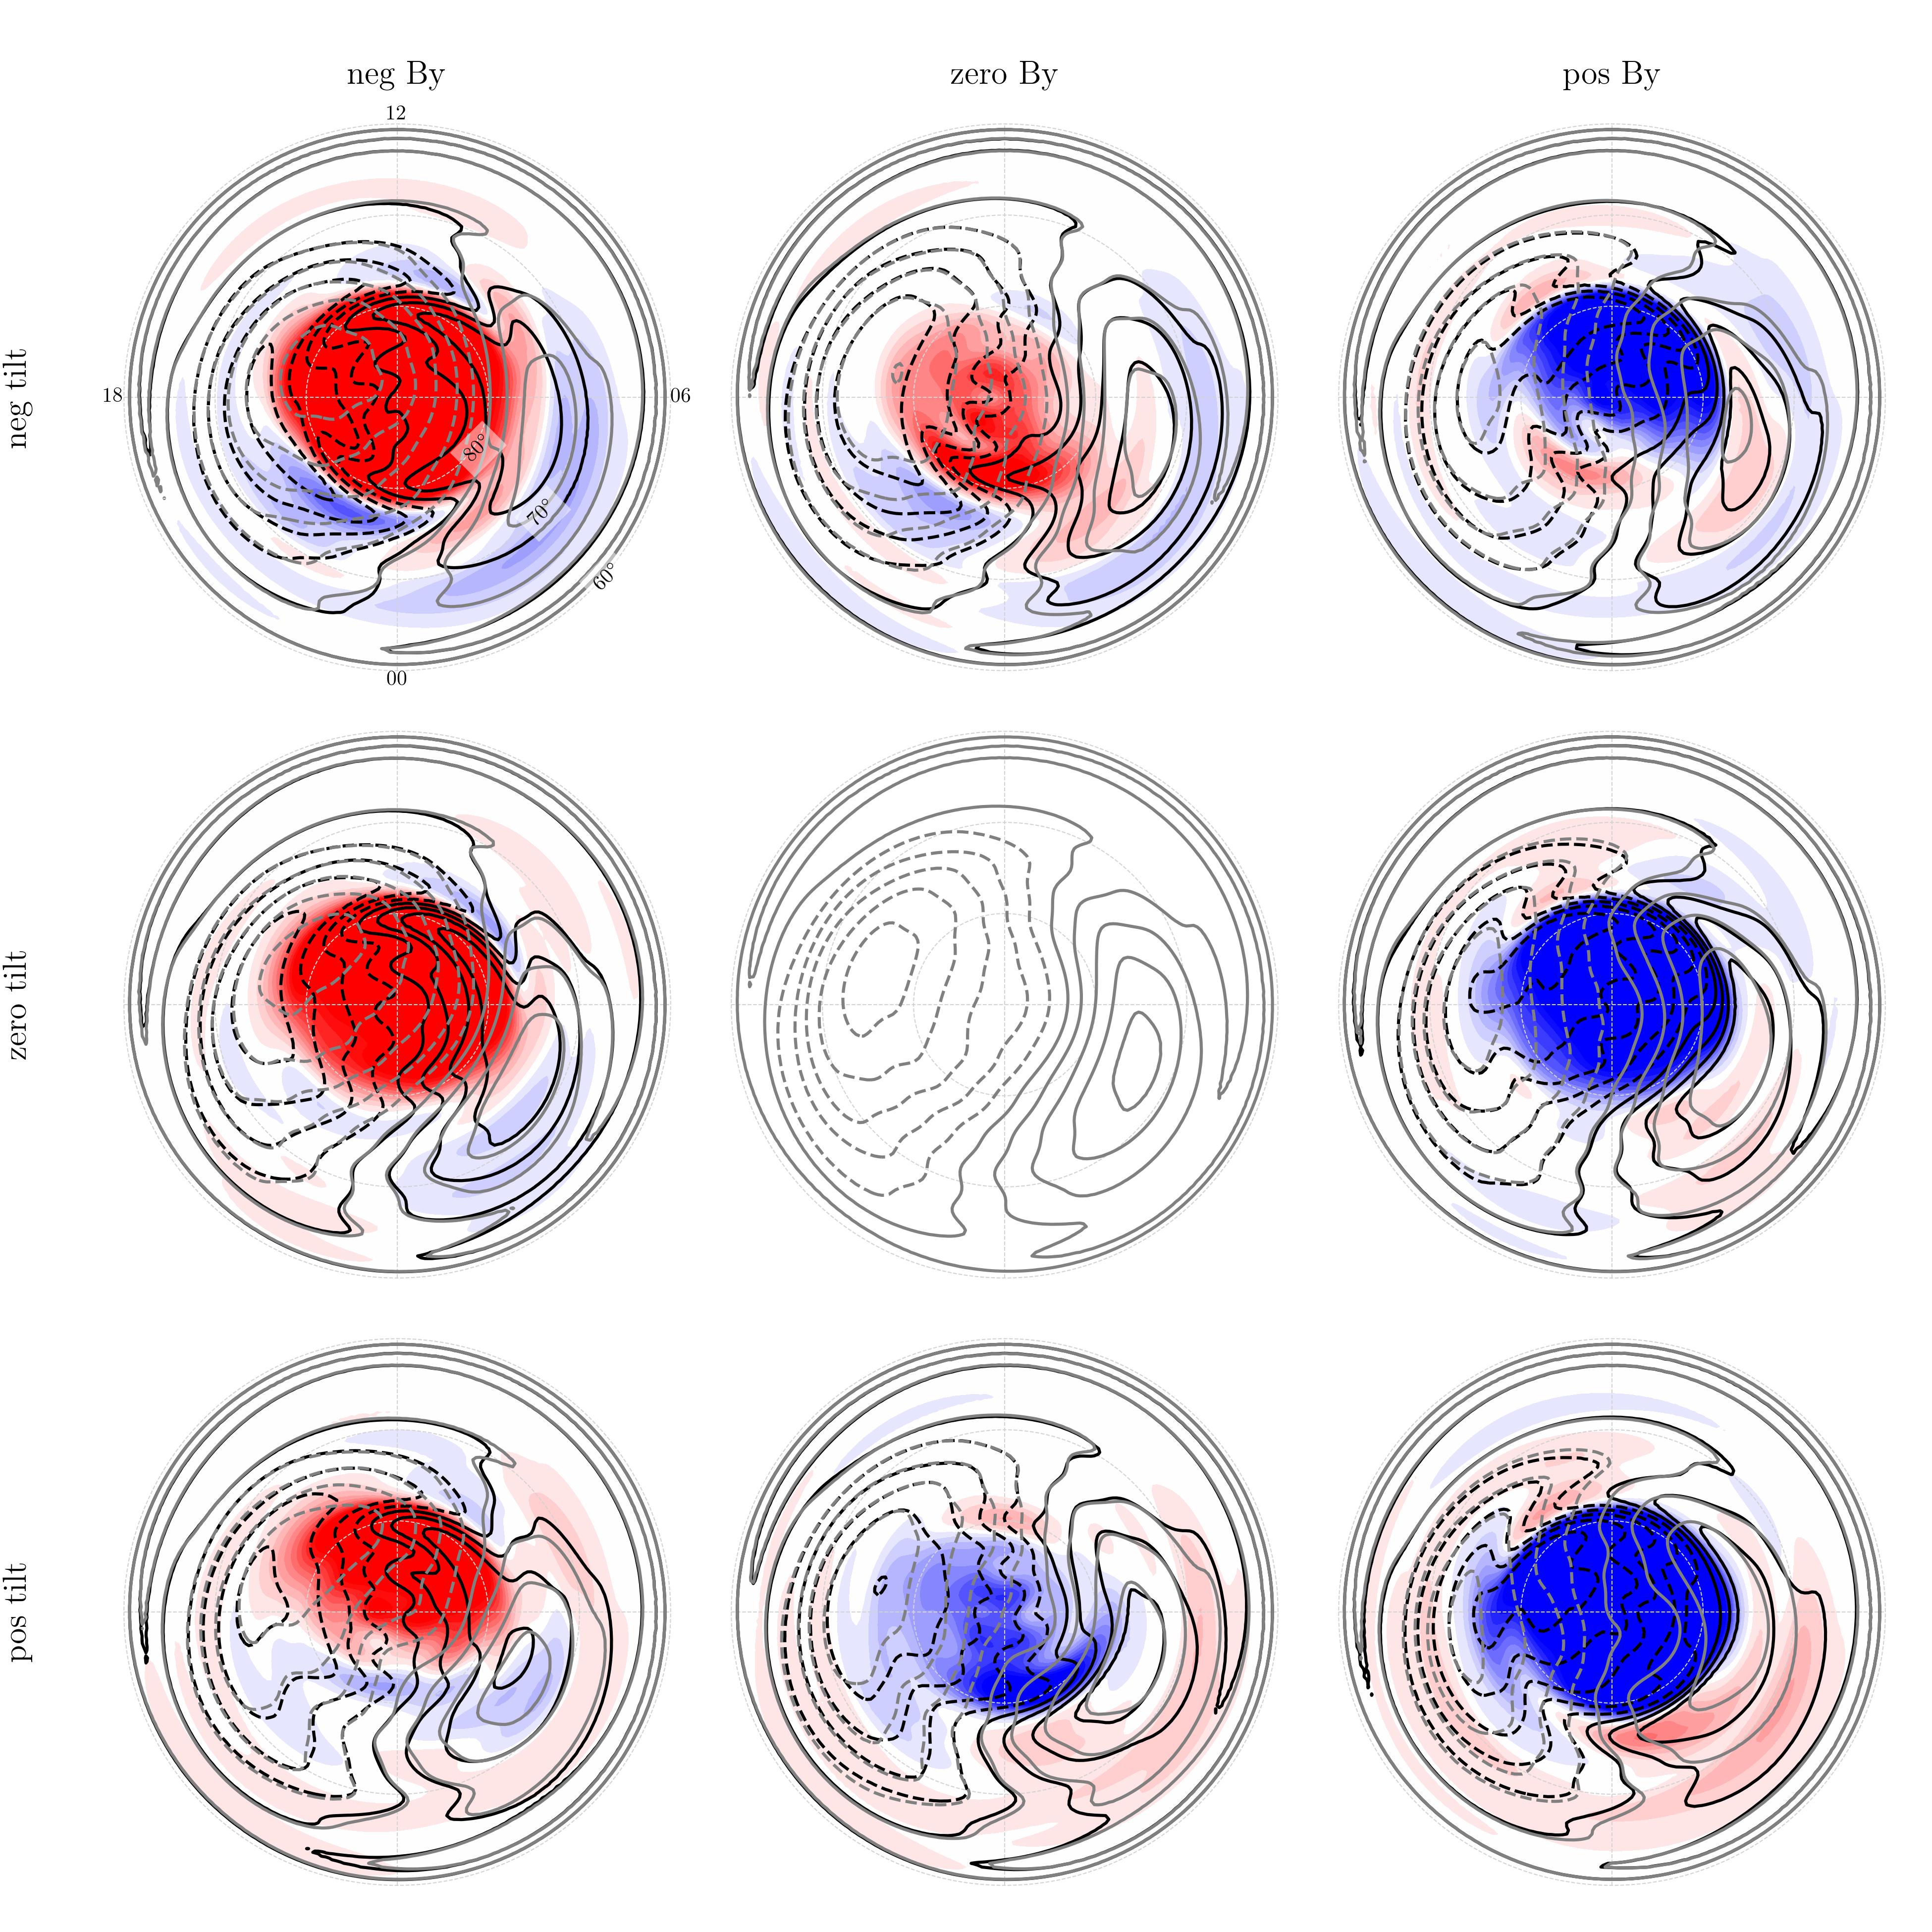 neg By
zero By
pos By
12
neg tilt
18
06
80°
70°
60°
00
zero tilt
pos tilt